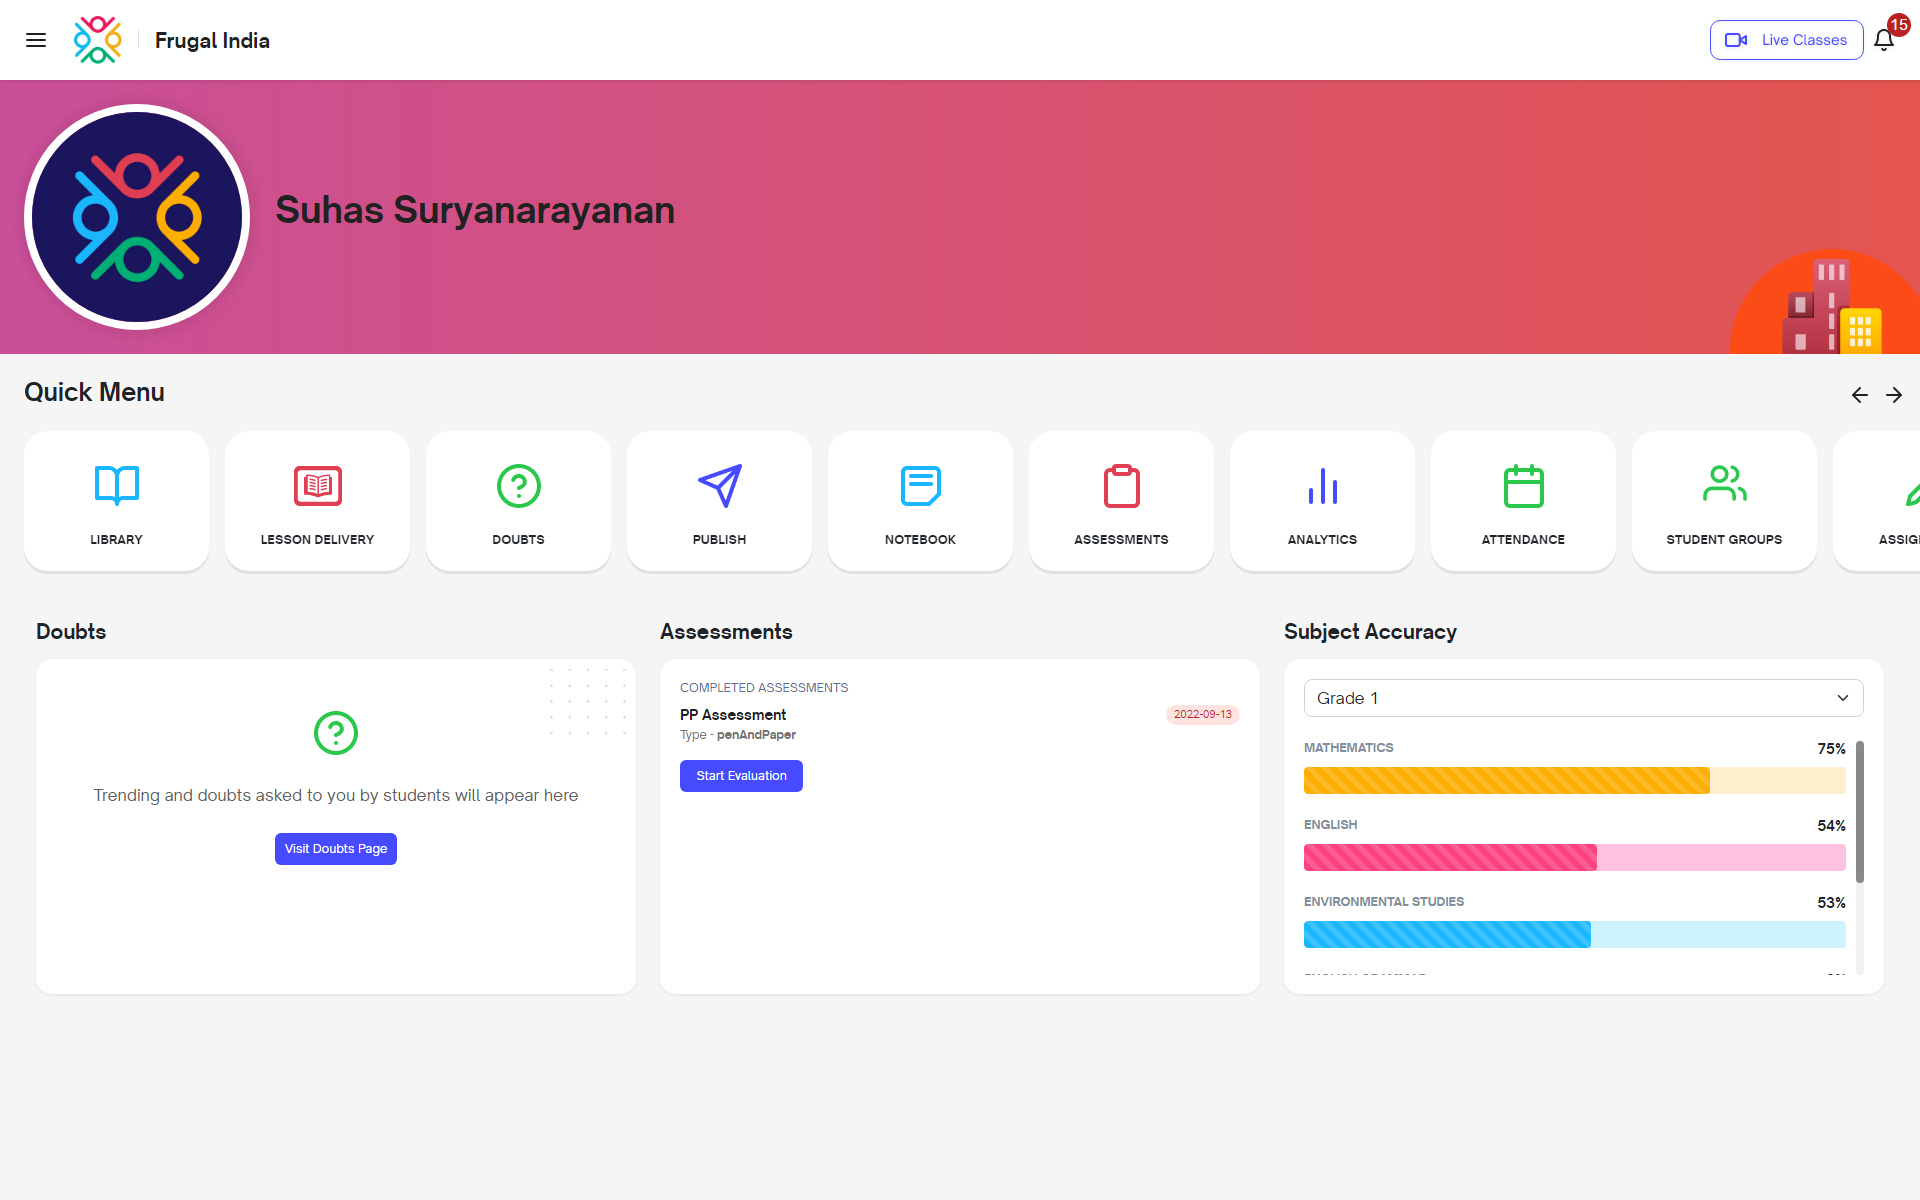 Frugal India
Live Classes
15
Suhas Suryanarayanan
Quick Menu
LIBRARY
LESSON DELIVERY
DOUBTS
PUBLISH
NOTEBOOK
ASSESSMENTS
ANALYTICS
ATTENDANCE
STUDENT GROUPS
ASSIG
Doubts
Trending and doubts asked to you by students will appear here
Visit Doubts Page
Assessments
COMPLETED ASSESSMENTS
PP Assessment
2022-09-13
Type - penAndPaper
Start Evaluation
Subject Accuracy
Grade 1
MATHEMATICS
75%
ENGLISH
54%
ENVIRONMENTAL STUDIES
53%